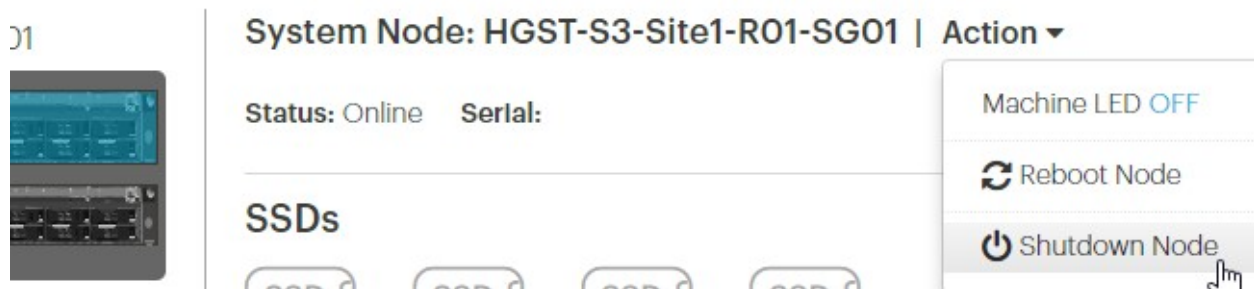 01
System Node: HGST-S3-Site1-R01-SG01 | Action
Status: Online Serial:
Machine LED OFF
Reboot Node
SSDs
Shutdown Node